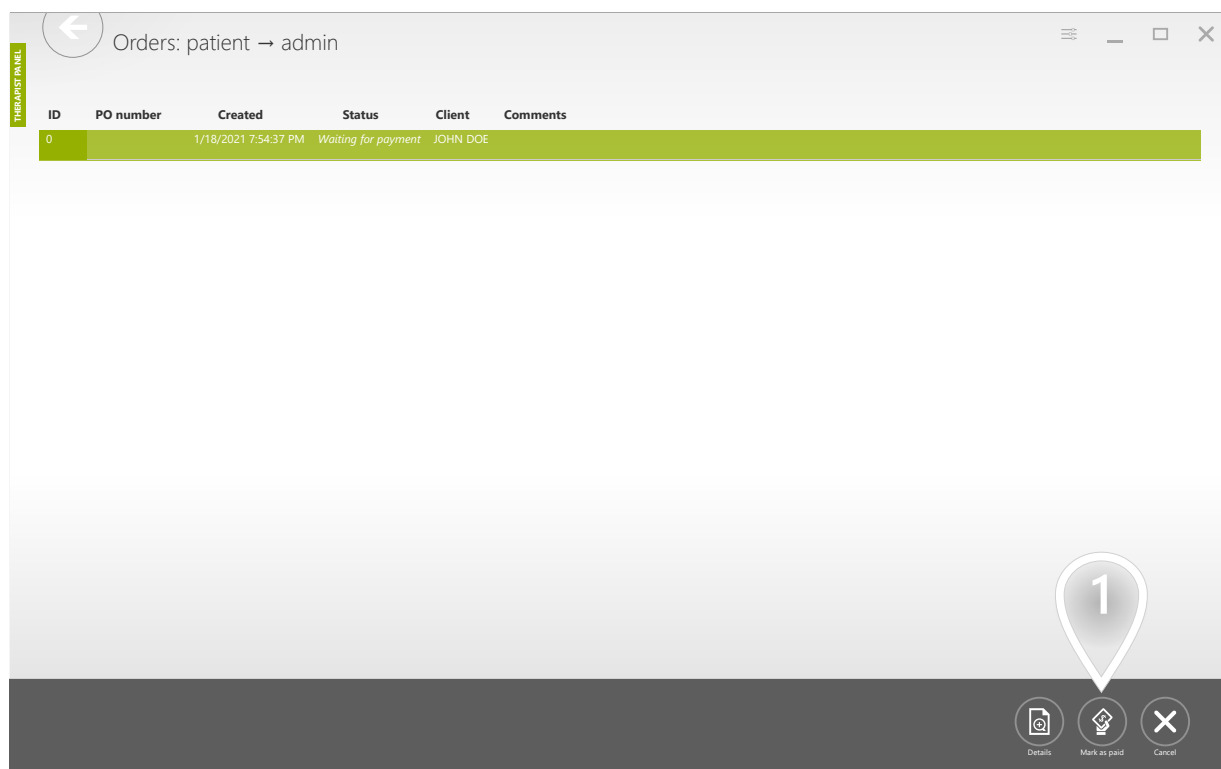 Orders: patient → admin
THERAPIST PANEL
ID PO number Created Status Client Comments
0 1/18/2021 7:54:37 PM Waiting for payment JOHN DOE
1
Details Mark as paid Cancel